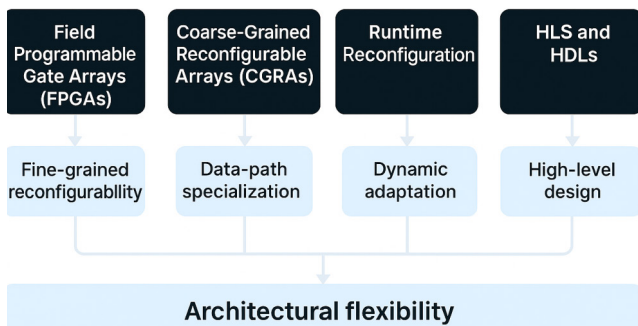 Field
Programmable
Gate Arrays
(FPGAs)
Coarse-Grained
Reconfigurable
Arrays (CGRAs)
Runtime
Reconfiguration
HLS and
HDLs
Fine-grained
reconfigurabllity
Data-path
specialization
Dynamic
adaptation
High-level
design
Architectural flexibility